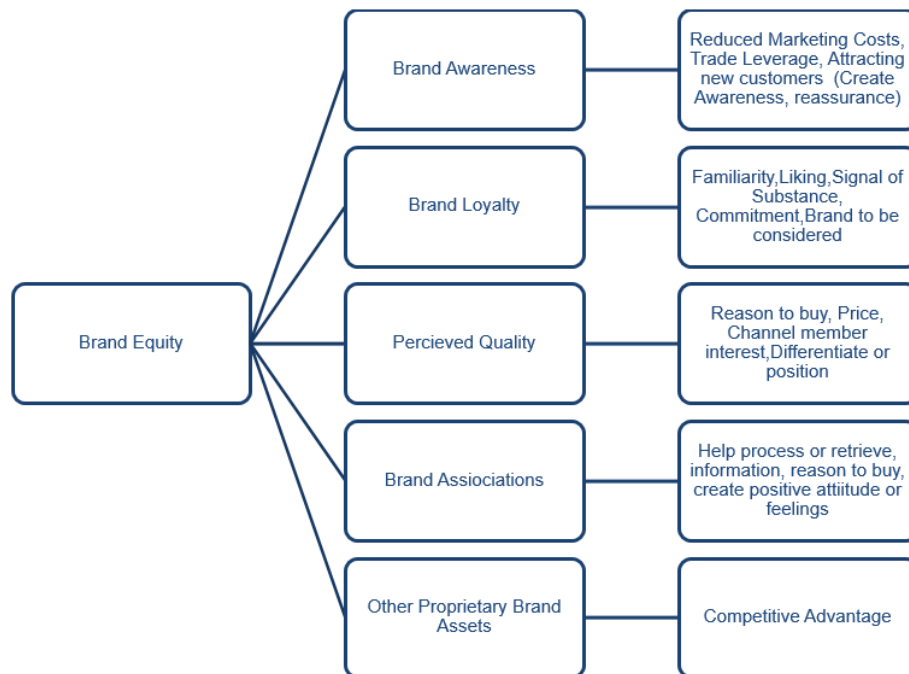 Brand Equity
Brand Awareness
Reduced Marketing Costs,
Trade Leverage, Attracting
new customers  (Create
Awareness, reassurance)
Brand Loyalty
Familiarity,Liking,Signal of
Substance,
Commitment,Brand to be
considered
Percieved Quality
Reason to buy, Price,
Channel member
interest,Differentiate or
position
Brand Assiociations
Help process or retrieve,
information, reason to buy,
create positive attiitude or
feelings
Other Proprietary Brand
Assets
Competitive Advantage